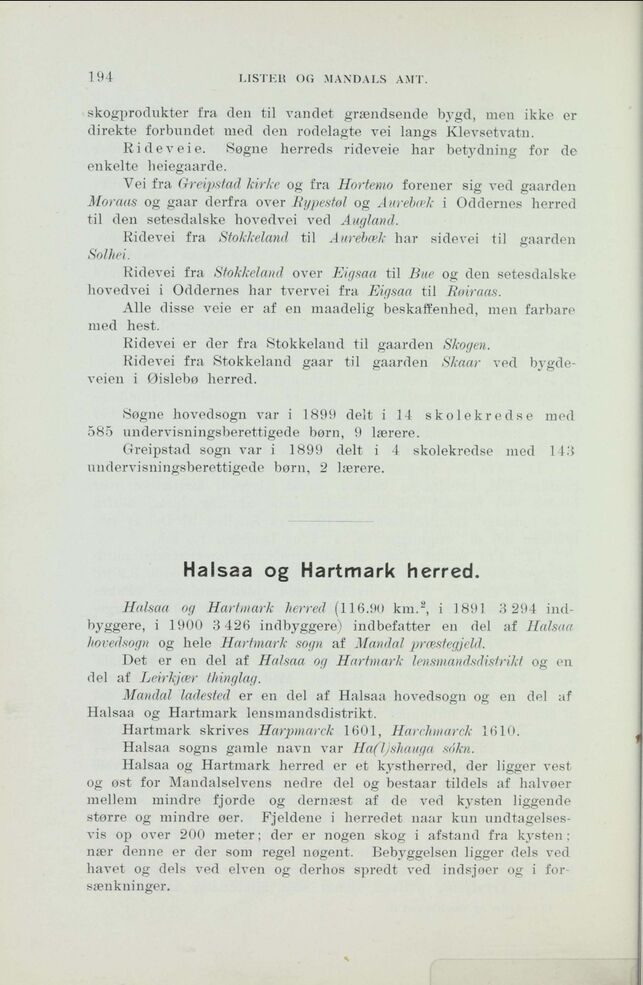 194
LISTER OG MANDALS AMT.
skogprodukter fra den til vandet grændsende bygd, men ikke er
direkte forbundet med den rodelagte vei langs Klevsetvatn.
Rideveie. Søgne herreds rideveie har betydning for de
enkelte heiegaarde.
Vei fra Greipstad kirke og fra Hortemo forener sig ved gaarden
Moraas og gaar derfra over Rypestøl og Aurebæk i Oddernes herred
til den setesdalske hovedvei ved Augland.
Ridevei fra Stokkeland til Aurebæk har sidevei til gaarden
Solhei.
Ridevei fra Stokkeland over Eigsaa til Bue og den setesdalske
hovedvei i Oddernes har tvervei fra Eigsaa til Røiraas.
Alle disse veie er af en maadelig beskaffenhed, men farbare
med hest.
Ridevei er der fra Stokkeland til gaarden Skogen.
Ridevei fra Stokkeland gaar til gaarden Skaar ved bygde-
veien i Øislebø herred.
Søgne hovedsogn var i 1899 delt i 14 skolekredse med
585 undervisningsberettigede børn, 9 lærere.
Greipstad sogn var i 1899 delt i 4 skolekredse med 143
undervisningsberettigede børn, 2 lærere.
Halsaa og Hartmark herred.
Halsaa og Hartmark herred (116.90 km.², i 1891 3 294 ind-
byggere, i 1900 3 426 indbyggere) indbefatter en del af Halsaa
hovedsogn og hele Hartmark sogn af Mandal præstegjeld.
Det er en del af Halsaa og Hartmark lensmandsdistrikt og en
del af Leirkjær thinglag.
Mandal ladested er en del af Halsaa hovedsogn og en del af
Halsaa og Hartmark lensmandsdistrikt.
Hartmark skrives Harpmarck 1601, Harchmarck 1610.
Halsaa sogns gamle navn var Ha(l)shauga sókn.
Halsaa og Hartmark herred er et kystherred, der ligger vest
og øst for Mandalselvens nedre del og bestaar tildels af halvøer
mellem mindre fjorde og dernæst af de ved kysten liggende
større og mindre øer. Fjeldene i herredet naar kun undtagelses-
vis op over 200 meter; der er nogen skog i afstand fra kysten;
nær denne er der som regel nøgent. Bebyggelsen ligger dels ved
havet og dels ved elven og derhos spredt ved indsjøer og i for-
sænkninger.